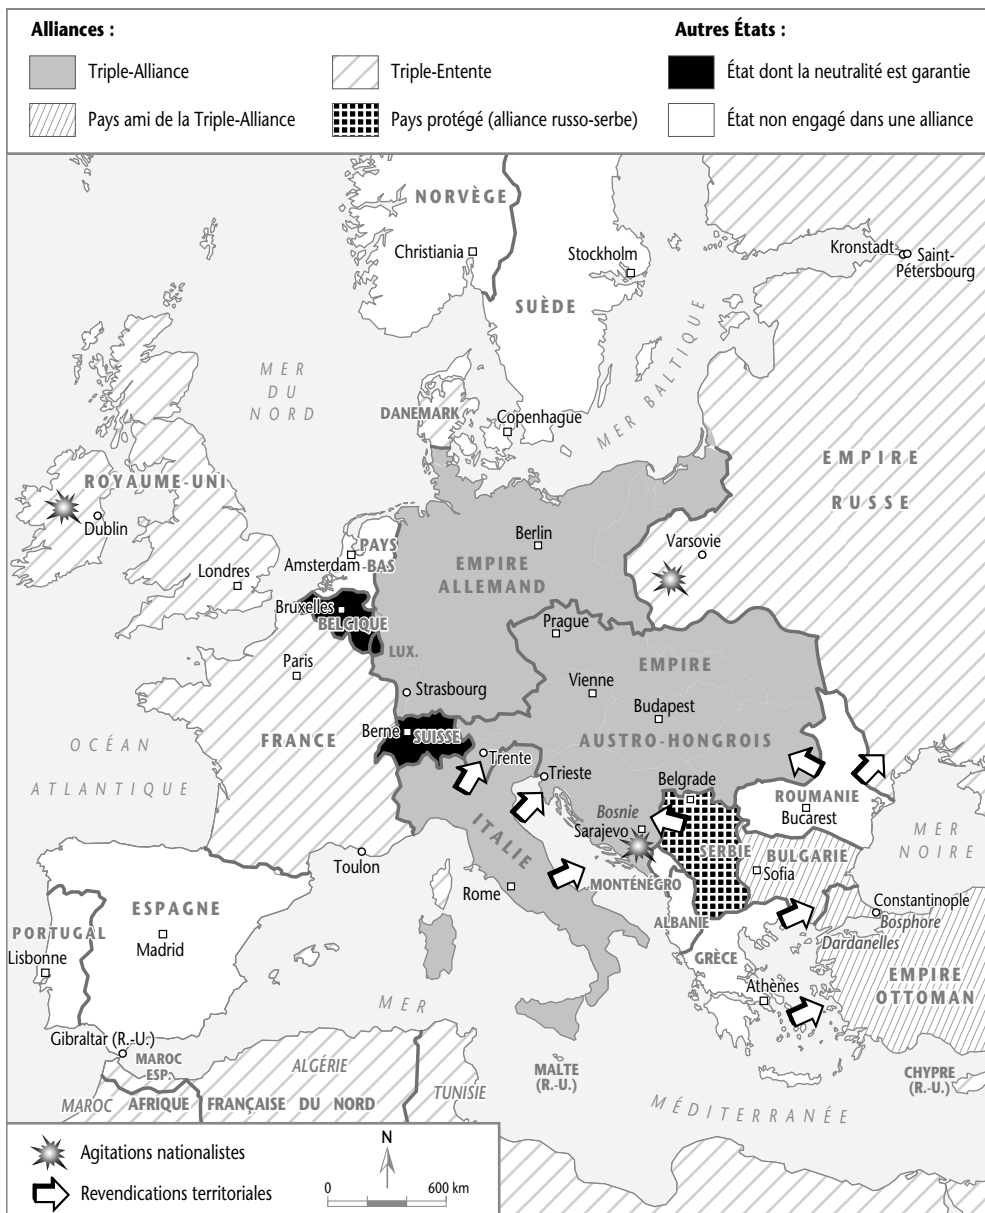 Alliances :
Autres États :
Triple-Alliance
Triple-Entente
État dont la neutralité est garantie
Pays ami de la Triple-Alliance
Pays protégé (alliance russo-serbe)
État non engagé dans une alliance
NORVÈGE
Christiania
Stockholm
SUÈDE
Kronstadt
Saint-
Pétersbourg
MER
DU
NORD
MER BALTIQUE
DANEMARK
Copenhague
EMPIRE
RUSSE
ROYAUME-UNI
Dublin
Londres
Amsterdam
PAYS
-BAS
Berlin
EMPIRE
ALLEMAND
Varsovie
Bruxelles
BELGIQUE
LUX.
Prague
Paris
Strasbourg
EMPIRE
Vienne
Budapest
AUSTRO-HONGROIS
OCÉAN
ATLANTIQUE
FRANCE
Berne
SUISSE
Trente
Trieste
Belgrade
ROUMANIE
Bucarest
Bosnie
Sarajevo
SERBIE
BULGARIE
Sofia
MER
NOIRE
ITALIE
Toulon
Rome
MONTÉNÉGRO
ALBANIE
Constantinople
Bosphore
Dardanelles
ESPAGNE
Madrid
PORTUGAL
Lisbonne
GRÈCE
Athènes
EMPIRE
OTTOMAN
MER
Gibraltar (R.-U.)
MAROC
ESP.
ALGÉRIE
MALTE
(R.-U.)
CHYPRE
(R.-U.)
MAROC
AFRIQUE
FRANÇAISE DU NORD
TUNISIE
MÉDITERRANÉE
Agitations nationalistes
Revendications territoriales
N
0
600 km